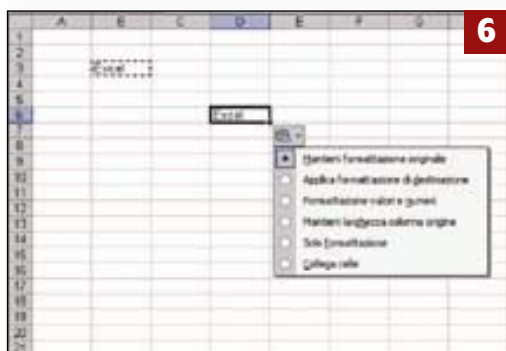 6
A B C D E F G
1
2
3 Excel
4
5
6 Excel
7
8
9 Mantieni formattazione originale
10 Applica formattazione di destinazione
11 Formattazione valori e numeri
12 Mantieni larghezza colonna origine
13
14 Solo formattazione
15
16 Collega celle
17
18
19
20
21